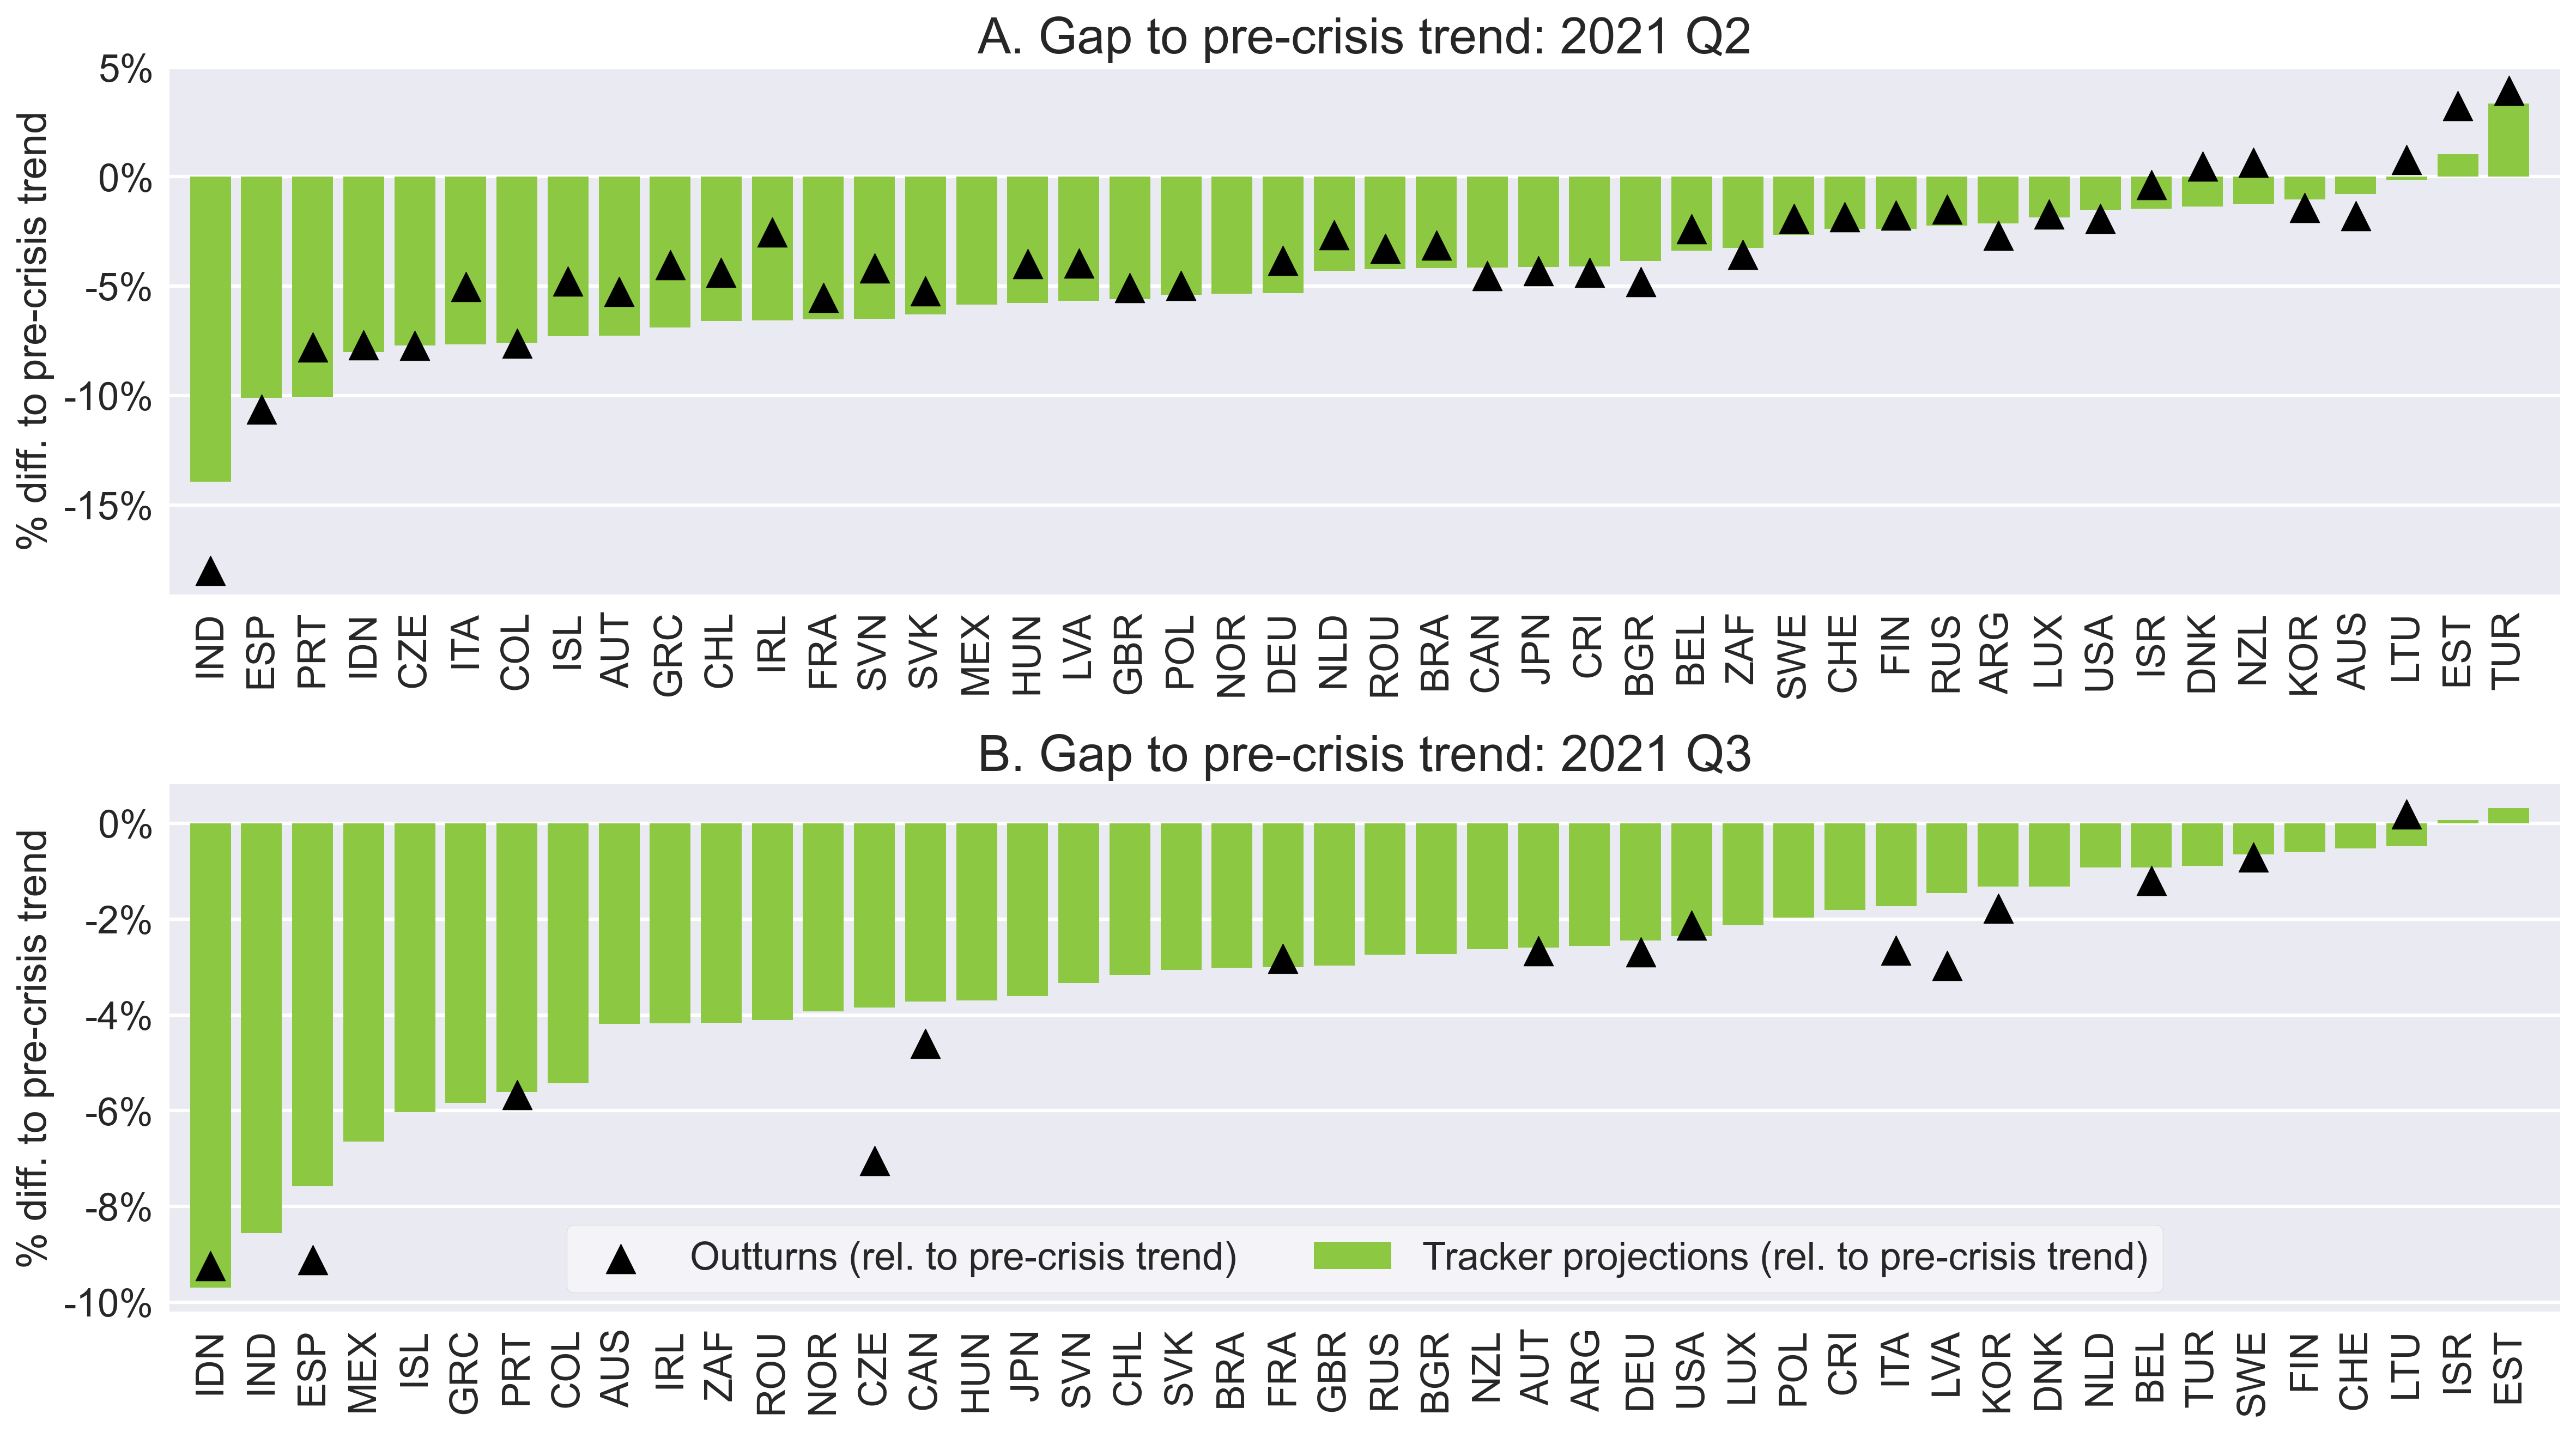 A. Gap to pre-crisis trend: 2021 Q2
% diff. to pre-crisis trend
5%
0%
-5%
-10%
-15%
IND ESP PRT IDN CZE ITA COL ISL AUT GRC CHL IRL FRA SVN SVK MEX HUN LVA GBR POL NOR DEU NLD ROU BRA CAN JPN CRI BGR BEL ZAF SWE CHE FIN RUS ARG LUX USA ISR DNK NZL KOR AUS LTU EST TUR
B. Gap to pre-crisis trend: 2021 Q3
% diff. to pre-crisis trend
0%
-2%
-4%
-6%
-8%
-10%
Outturns (rel. to pre-crisis trend) Tracker projections (rel. to pre-crisis trend)
IDN IND ESP MEX ISL GRC PRT COL AUS IRL ZAF ROU NOR CZE CAN HUN JPN SVN CHL SVK BRA FRA GBR RUS BGR NZL AUT ARG DEU USA LUX POL CRI ITA LVA KOR DNK NLD BEL TUR SWE FIN CHE LTU ISR EST